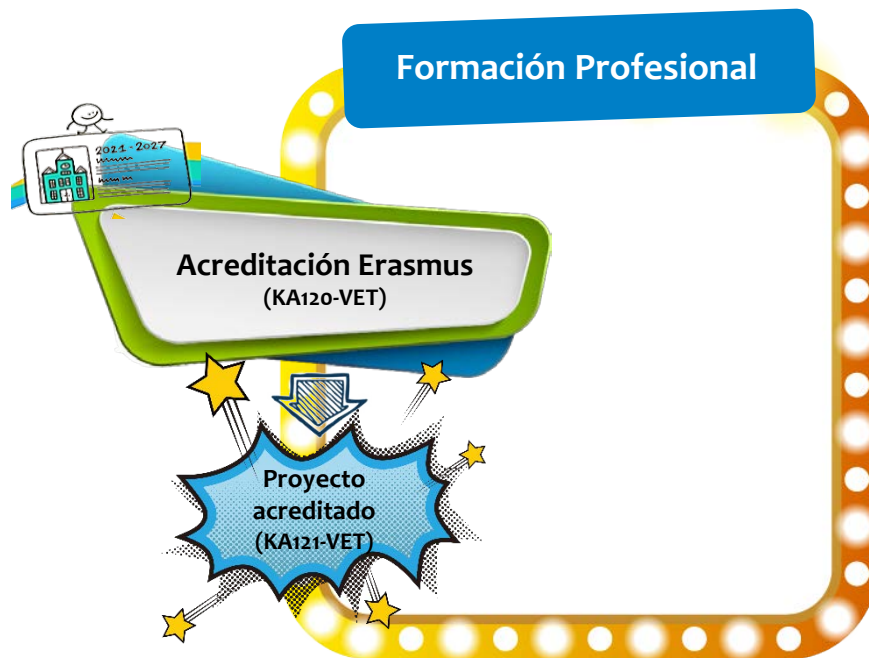 Formación Profesional
2021-2027
Acreditación Erasmus
(KA120-VET)
Proyecto
acreditado
(KA121-VET)